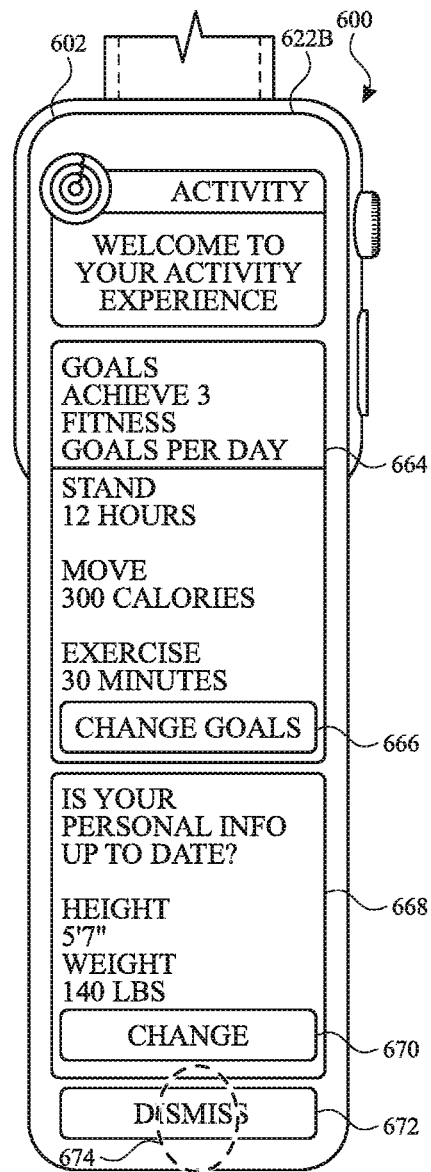 602
622B
600
ACTIVITY
WELCOME TO
YOUR ACTIVITY
EXPERIENCE
GOALS
ACHIEVE 3
FITNESS
GOALS PER DAY
664
STAND
12 HOURS
MOVE
300 CALORIES
EXERCISE
30 MINUTES
CHANGE GOALS
666
IS YOUR
PERSONAL INFO
UP TO DATE?
668
HEIGHT
5'7"
WEIGHT
140 LBS
CHANGE
670
DISMISS
672
674